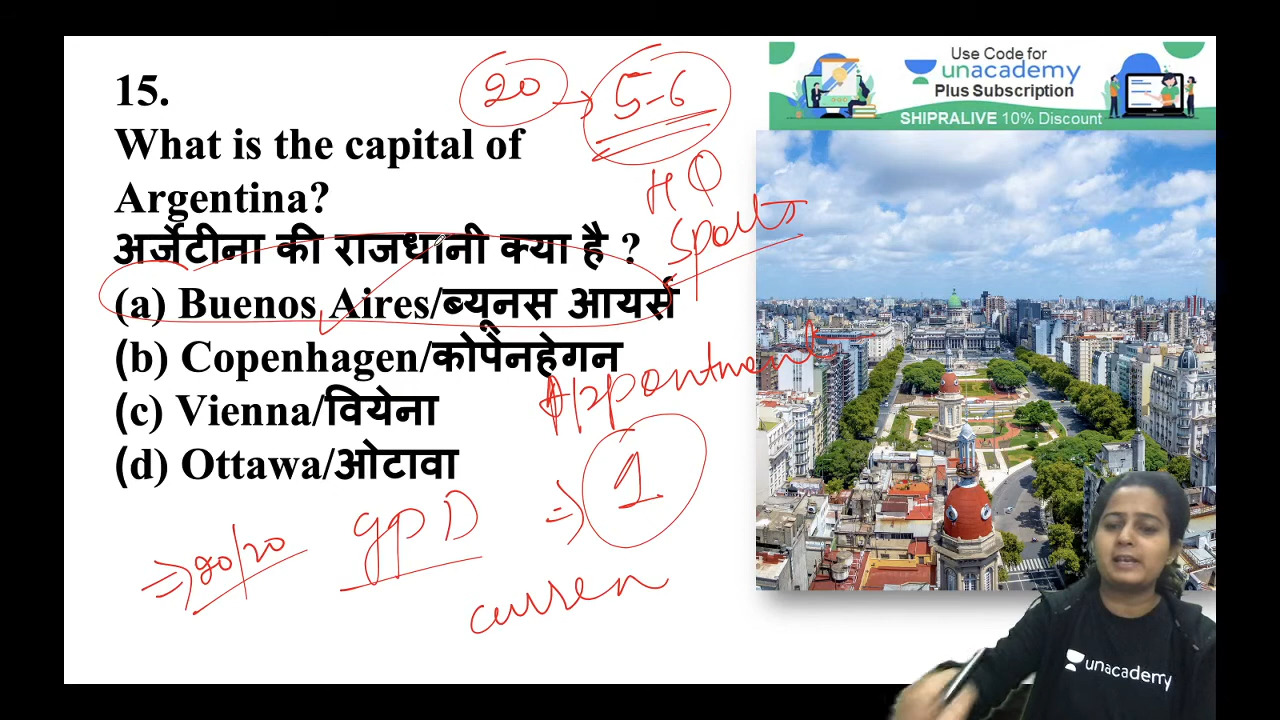 15.
What is the capital of
Argentina?
अर्जेंटीना की राजधानी क्या है ?
(a) Buenos Aires/ब्यूनस आयर्स
(b) Copenhagen/कोपेनहेगन
(c) Vienna/वियेना
(d) Ottawa/ओटावा
20 → 5-6
HQ
Sports
Appontment
⇒ 1
⇒ 20/20
gpD
curren
Use Code for
unacademy
Plus Subscription
SHIPRALIVE 10% Discount
unacademy